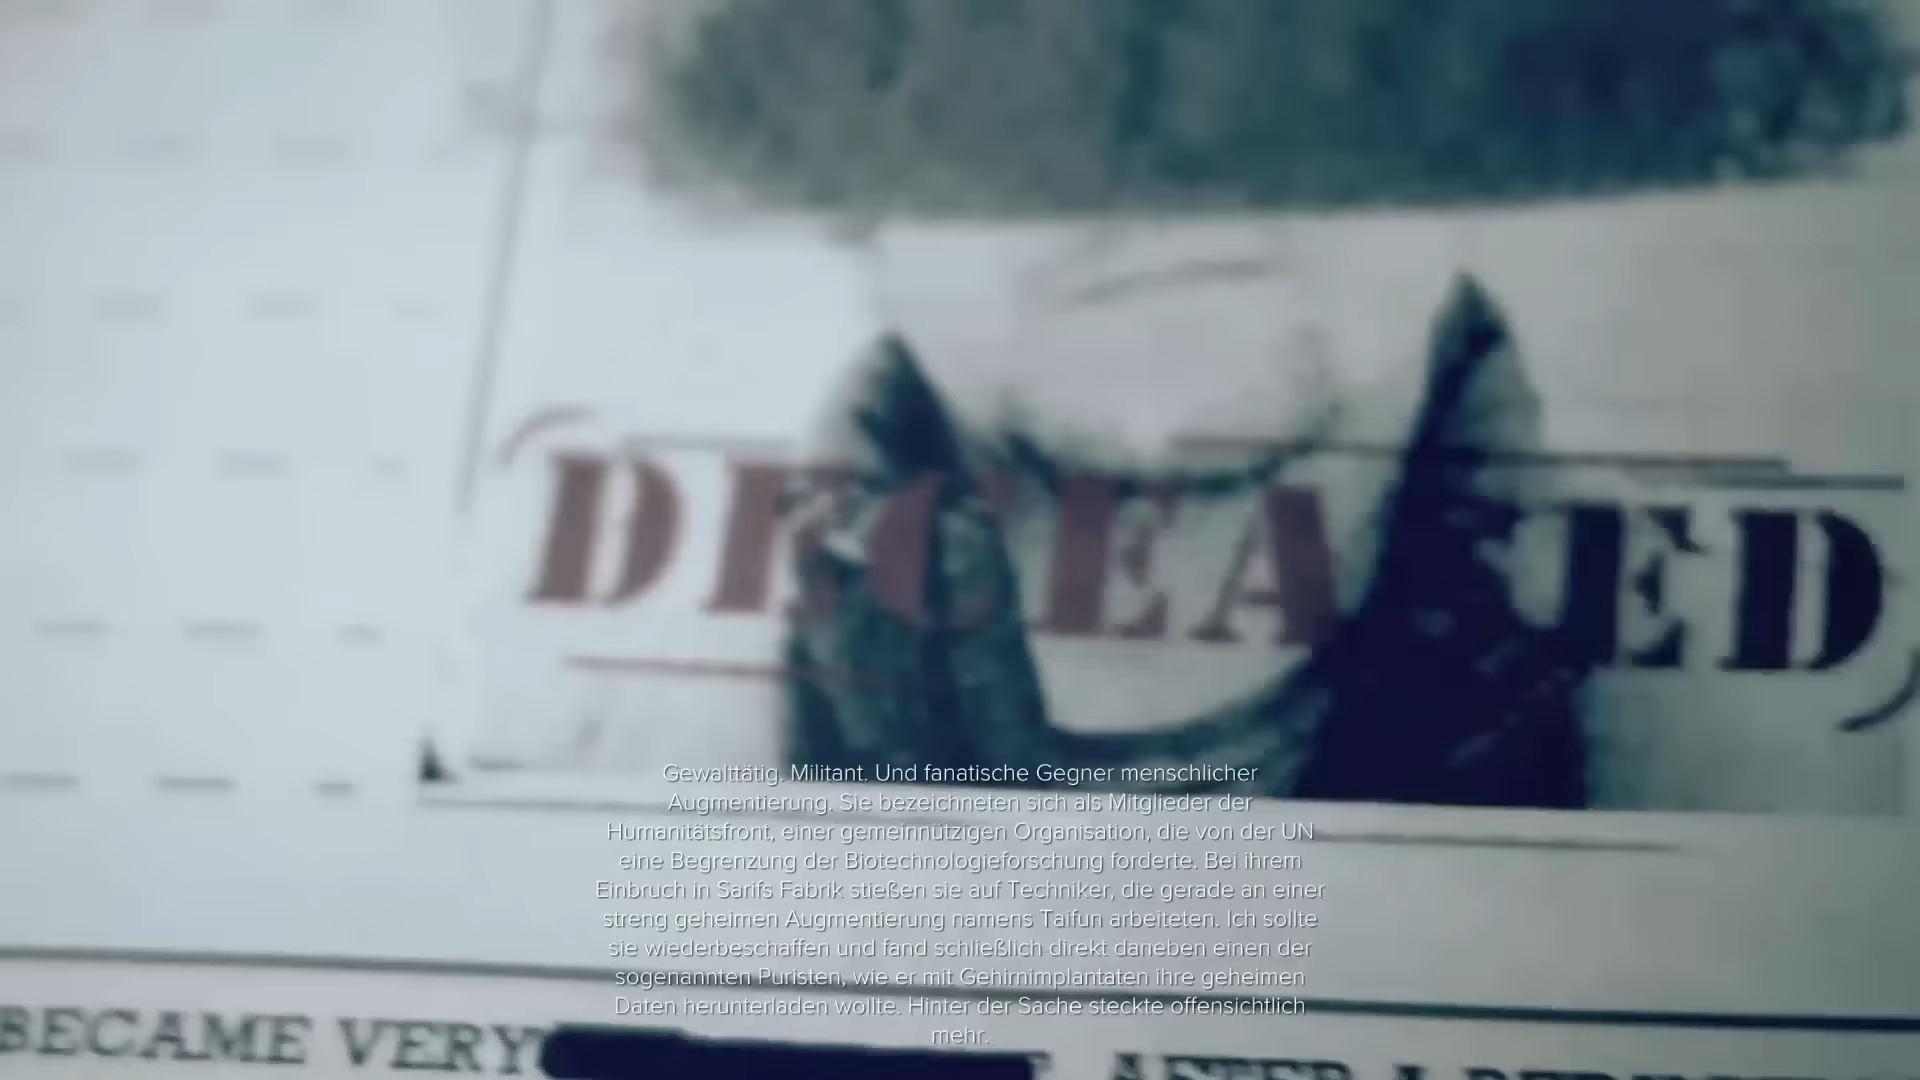 DECEASED
Gewalttätig. Militant. Und fanatische Gegner menschlicher
Augmentierung. Sie bezeichneten sich als Mitglieder der
Humanitätsfront, einer gemeinnützigen Organisation, die von der UN
eine Begrenzung der Biotechnologieforschung forderte. Bei ihrem
Einbruch in Sarifs Fabrik stießen sie auf Techniker, die gerade an einer
streng geheimen Augmentierung namens Taifun arbeiteten. Ich sollte
sie wiederbeschaffen und fand schließlich direkt daneben einen der
sogenannten Puristen, wie er mit Gehirnimplantaten ihre geheimen
Daten herunterladen wollte. Hinter der Sache steckte offensichtlich
mehr.
BECAME VERY AFTER I